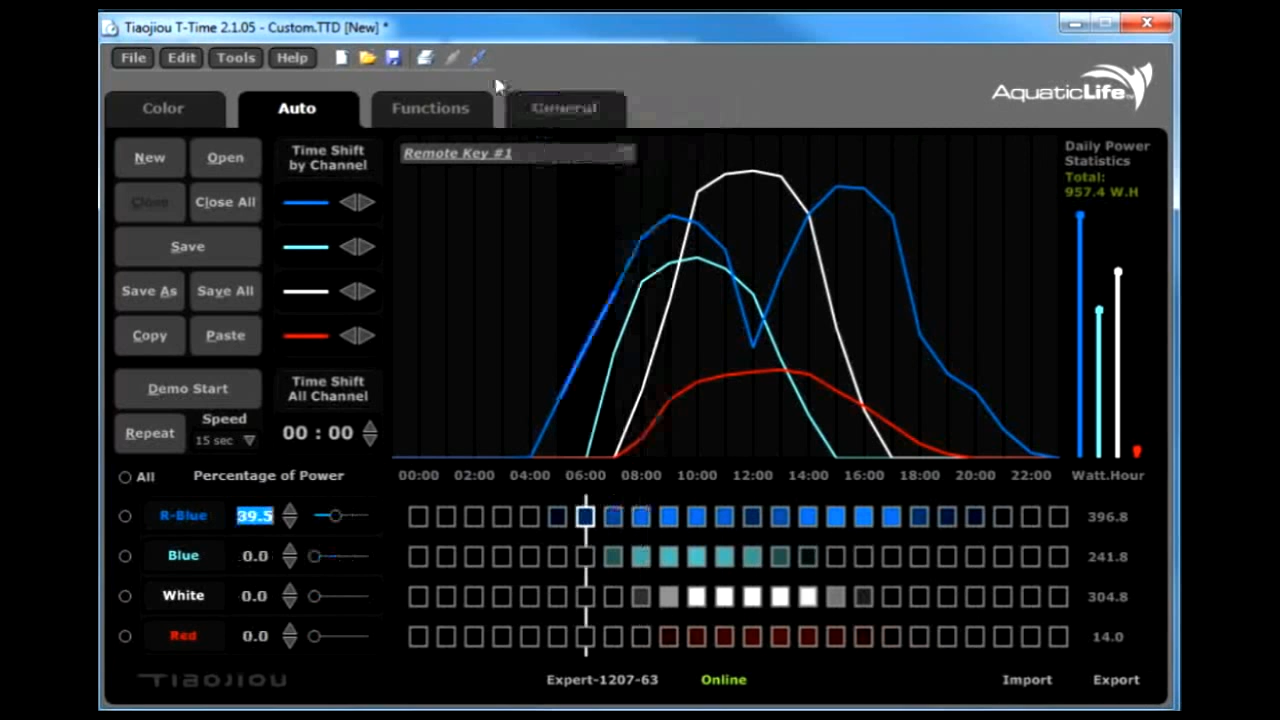 Tiaojiou T-Time 2.1.05 - Custom.TTD [New] *
File Edit Tools Help
AquaticLife
Color Auto Functions General
New Open
Time Shift
by Channel
Remote Key #1
Daily Power
Statistics
Total:
957.4 W.H
Close Close All
Save
Save As Save All
Copy Paste
Demo Start
Time Shift
All Channel
Speed
Repeat 15 sec 00 : 00
All Percentage of Power 00:00 02:00 04:00 06:00 08:00 10:00 12:00 14:00 16:00 18:00 20:00 22:00 Watt.Hour
R-Blue 39.5 396.8
Blue 0.0 241.8
White 0.0 304.8
Red 0.0 14.0
Tiaojiou Expert-1207-63 Online Import Export